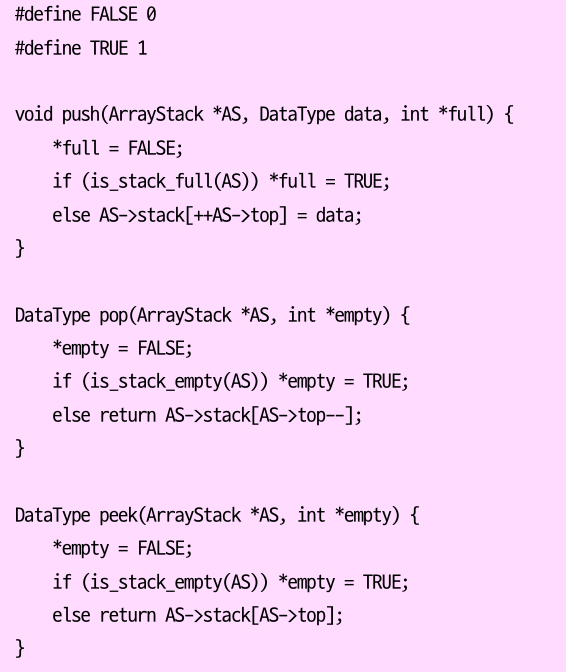 #define FALSE 0
#define TRUE 1
void push(ArrayStack *AS, DataType data, int *full) {
    *full = FALSE;
    if (is_stack_full(AS)) *full = TRUE;
    else AS->stack[++AS->top] = data;
}
DataType pop(ArrayStack *AS, int *empty) {
    *empty = FALSE;
    if (is_stack_empty(AS)) *empty = TRUE;
    else return AS->stack[AS->top--];
}
DataType peek(ArrayStack *AS, int *empty) {
    *empty = FALSE;
    if (is_stack_empty(AS)) *empty = TRUE;
    else return AS->stack[AS->top];
}